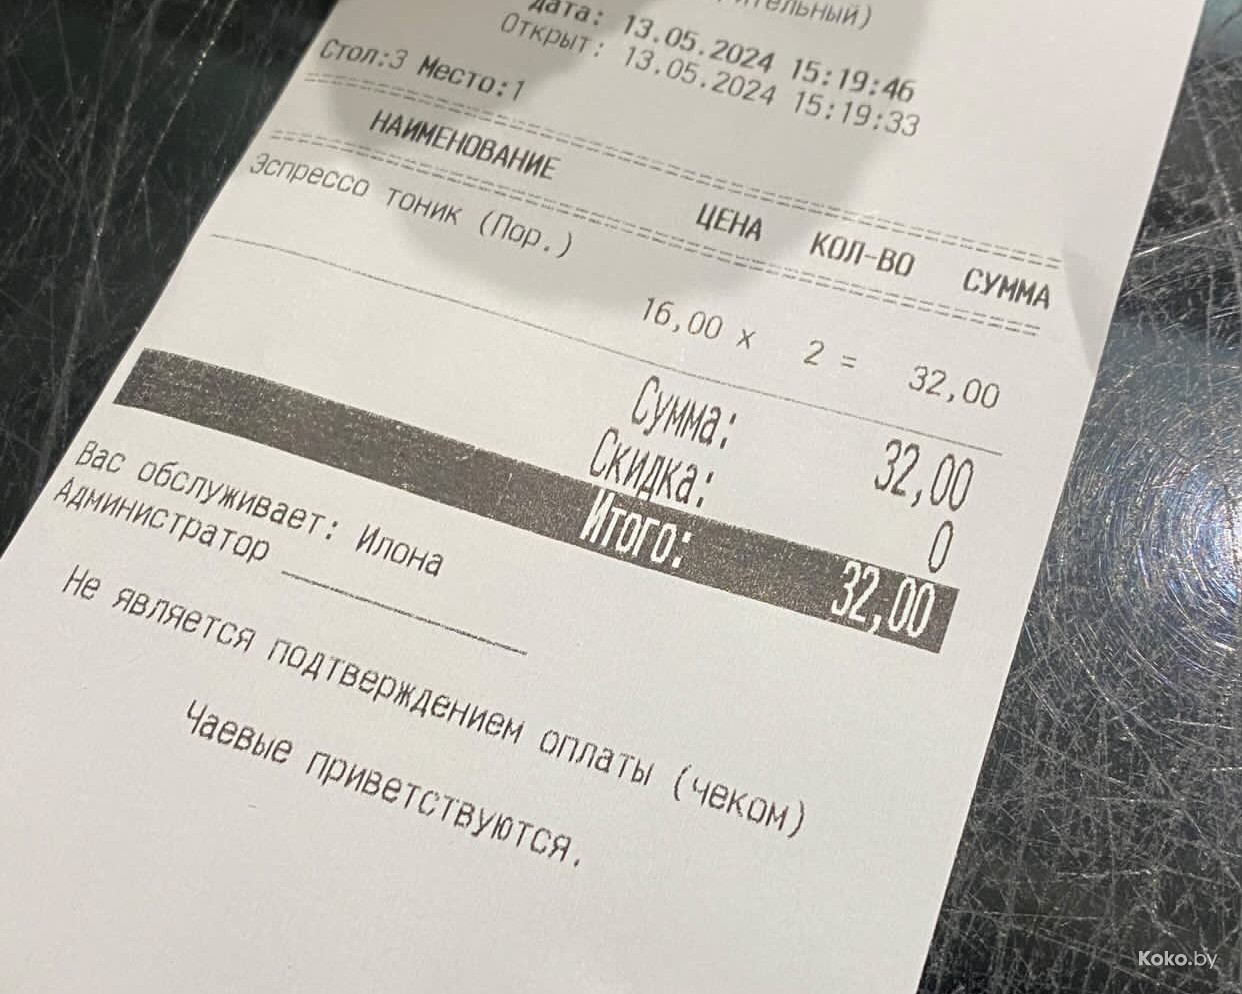 Дата: 13.05.2024 15:19:46
Открыт: 13.05.2024 15:19:33
Стол:3 Место:1
НАИМЕНОВАНИЕ ЦЕНА КОЛ-ВО СУММА
Эспрессо тоник (Пор.)
16,00 x 2 = 32,00
Сумма: 32,00
Скидка: 0
Итого: 32,00
Вас обслуживает: Илона
Администратор
Не является подтверждением оплаты (чеком)
Чаевые приветствуются.
Koko.by